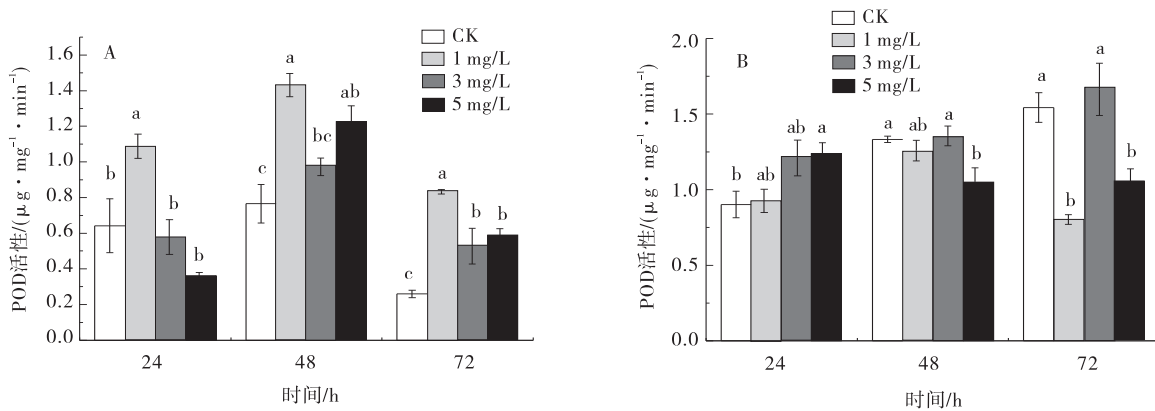 A
CK
1 mg/L
3 mg/L
5 mg/L
POD活性/(μg·mg⁻¹·min⁻¹)
1.6
1.4
1.2
1.0
0.8
0.6
0.4
0.2
0.0
b a b b
c a bc ab
c a b b
24 48 72
时间/h
B
CK
1 mg/L
3 mg/L
5 mg/L
POD活性/(μg·mg⁻¹·min⁻¹)
2.0
1.5
1.0
0.5
0.0
b ab ab a
a ab a b
a b a b
24 48 72
时间/h